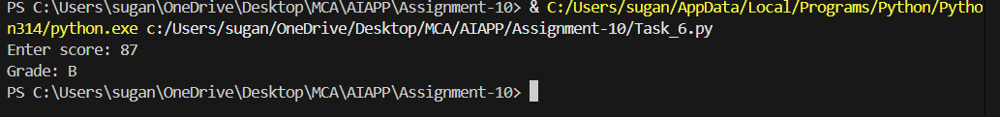 PS C:\Users\sugan\OneDrive\Desktop\MCA\AIAPP\Assignment-10> & C:/Users/sugan/AppData/Local/Programs/Python/Pytho
n314/python.exe c:/Users/sugan/OneDrive/Desktop/MCA/AIAPP/Assignment-10/Task_6.py
Enter score: 87
Grade: B
PS C:\Users\sugan\OneDrive\Desktop\MCA\AIAPP\Assignment-10>